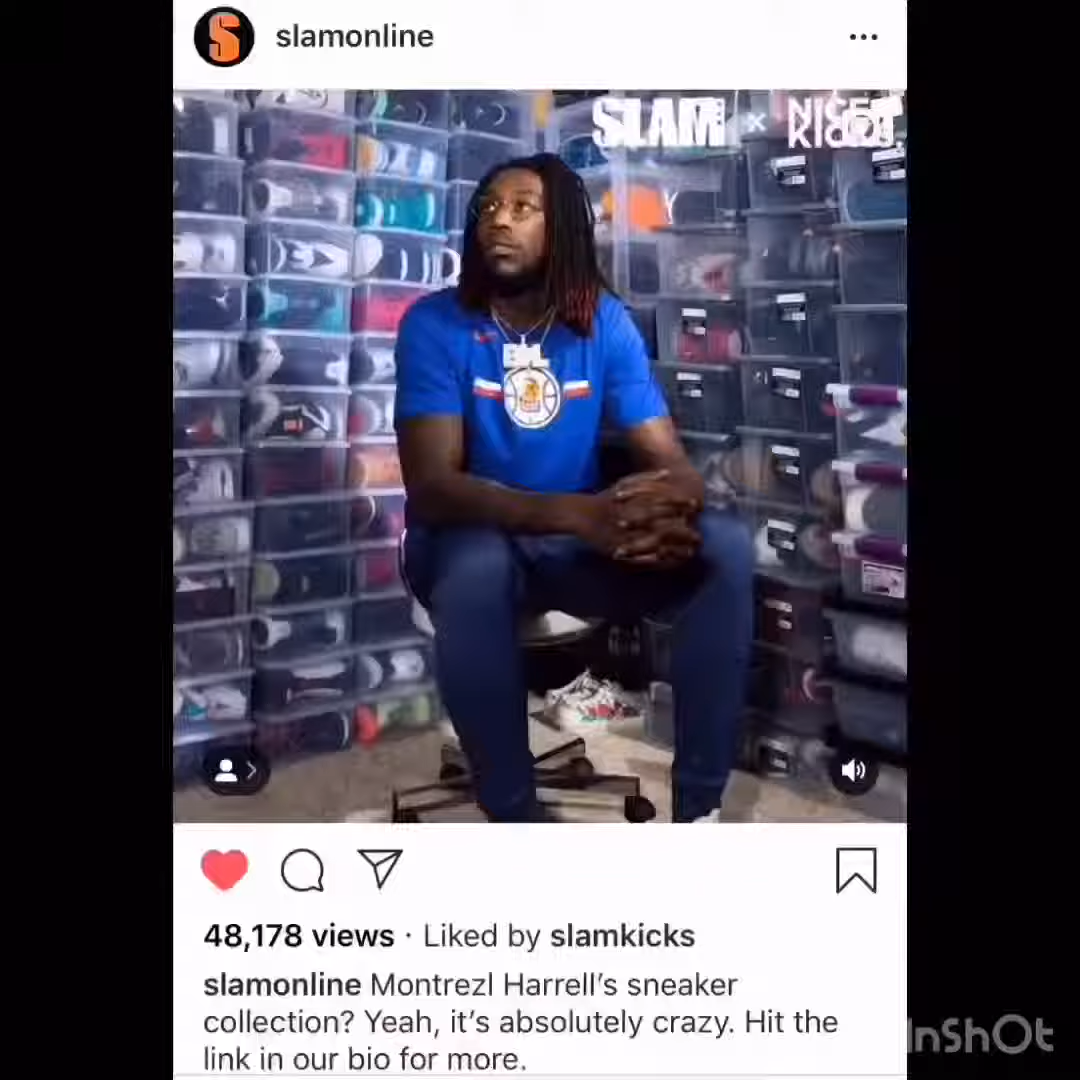 slamonline
SLAM x NICE KICKS
48,178 views · Liked by slamkicks
slamonline Montrezl Harrell’s sneaker
collection? Yeah, it’s absolutely crazy. Hit the
link in our bio for more.
InShOt